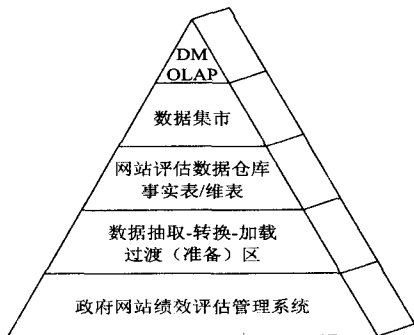 DM
OLAP
数据集市
网站评估数据仓库
事实表/维表
数据抽取-转换-加载
过渡（准备）区
政府网站绩效评估管理系统